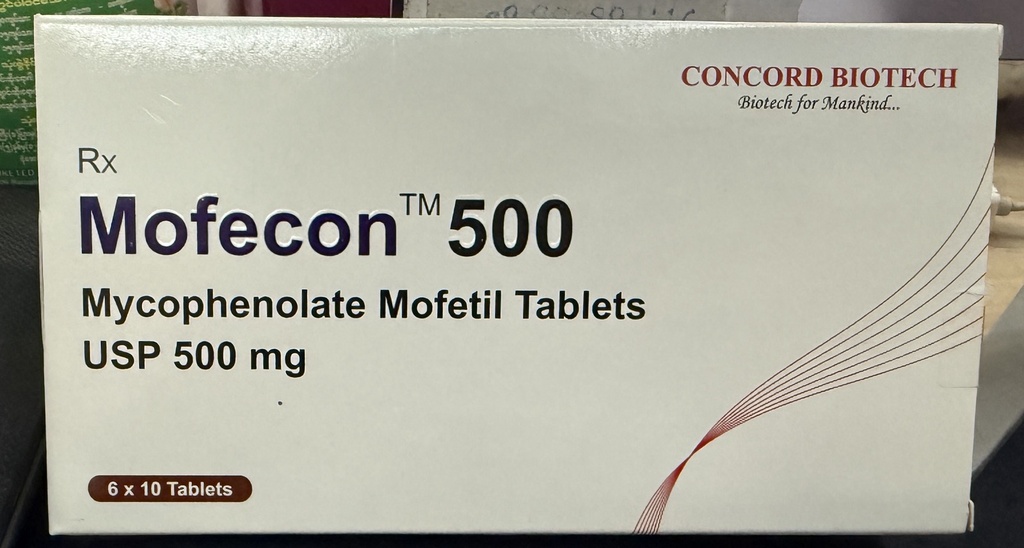 CONCORD BIOTECH
Biotech for Mankind...
Rx
Mofecon™ 500
Mycophenolate Mofetil Tablets
USP 500 mg
6 x 10 Tablets